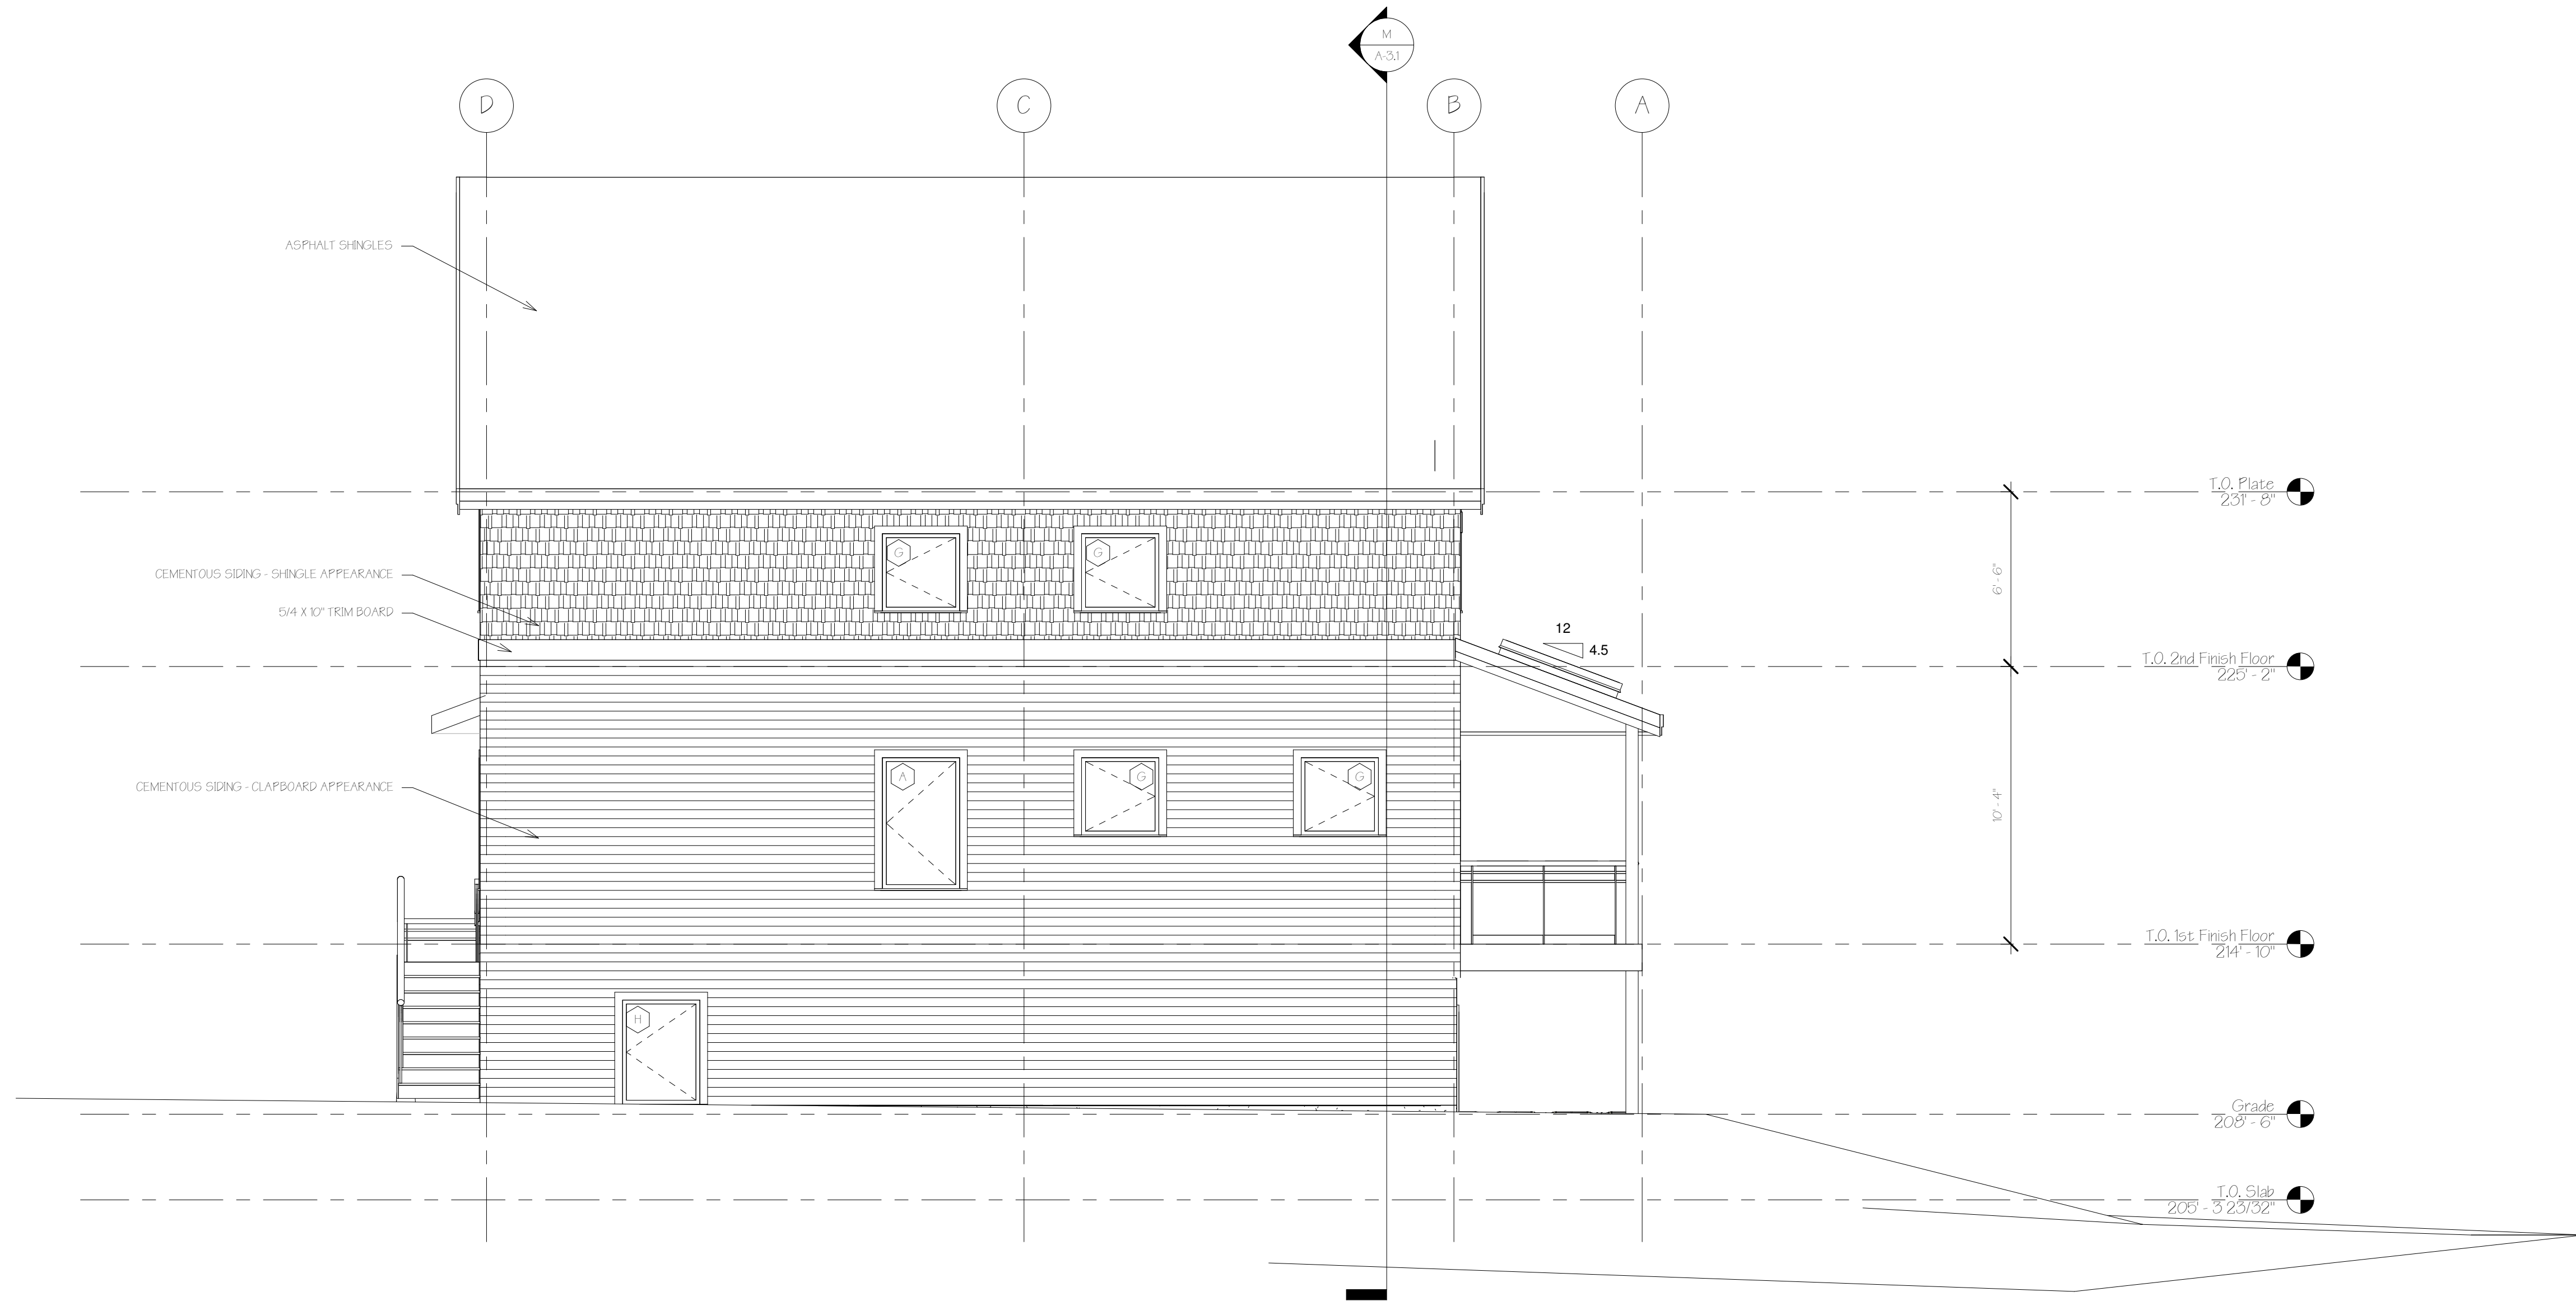 M
A-3.1
D
C
B
A
ASPHALT SHINGLES
T.O. Plate
231' - 8"
G
G
CEMENTOUS SIDING - SHINGLE APPEARANCE
6' - 6"
5/4 X 10" TRIM BOARD
12
4.5
T.O. 2nd Finish Floor
225' - 2"
A
G
G
CEMENTOUS SIDING - CLAPBOARD APPEARANCE
10' - 4"
T.O. 1st Finish Floor
214' - 10"
H
Grade
208' - 6"
T.O. Slab
205' - 3 23/32"